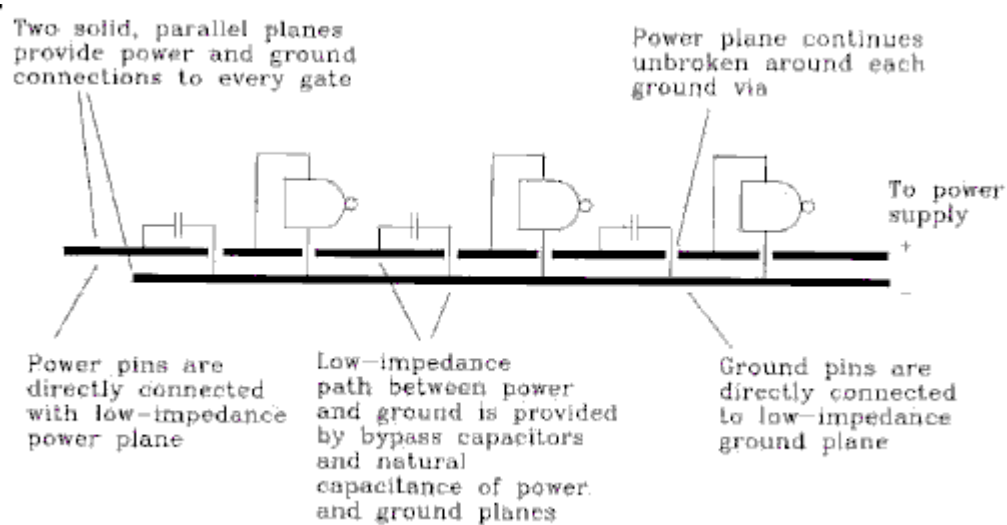 Two solid, parallel planes
provide power and ground
connections to every gate
Power plane continues
unbroken around each
ground via
To power
supply
+
−
Power pins are
directly connected
with low-impedance
power plane
Low-impedance
path between power
and ground is provided
by bypass capacitors
and natural
capacitance of power
and ground planes
Ground pins are
directly connected
to low-impedance
ground plane